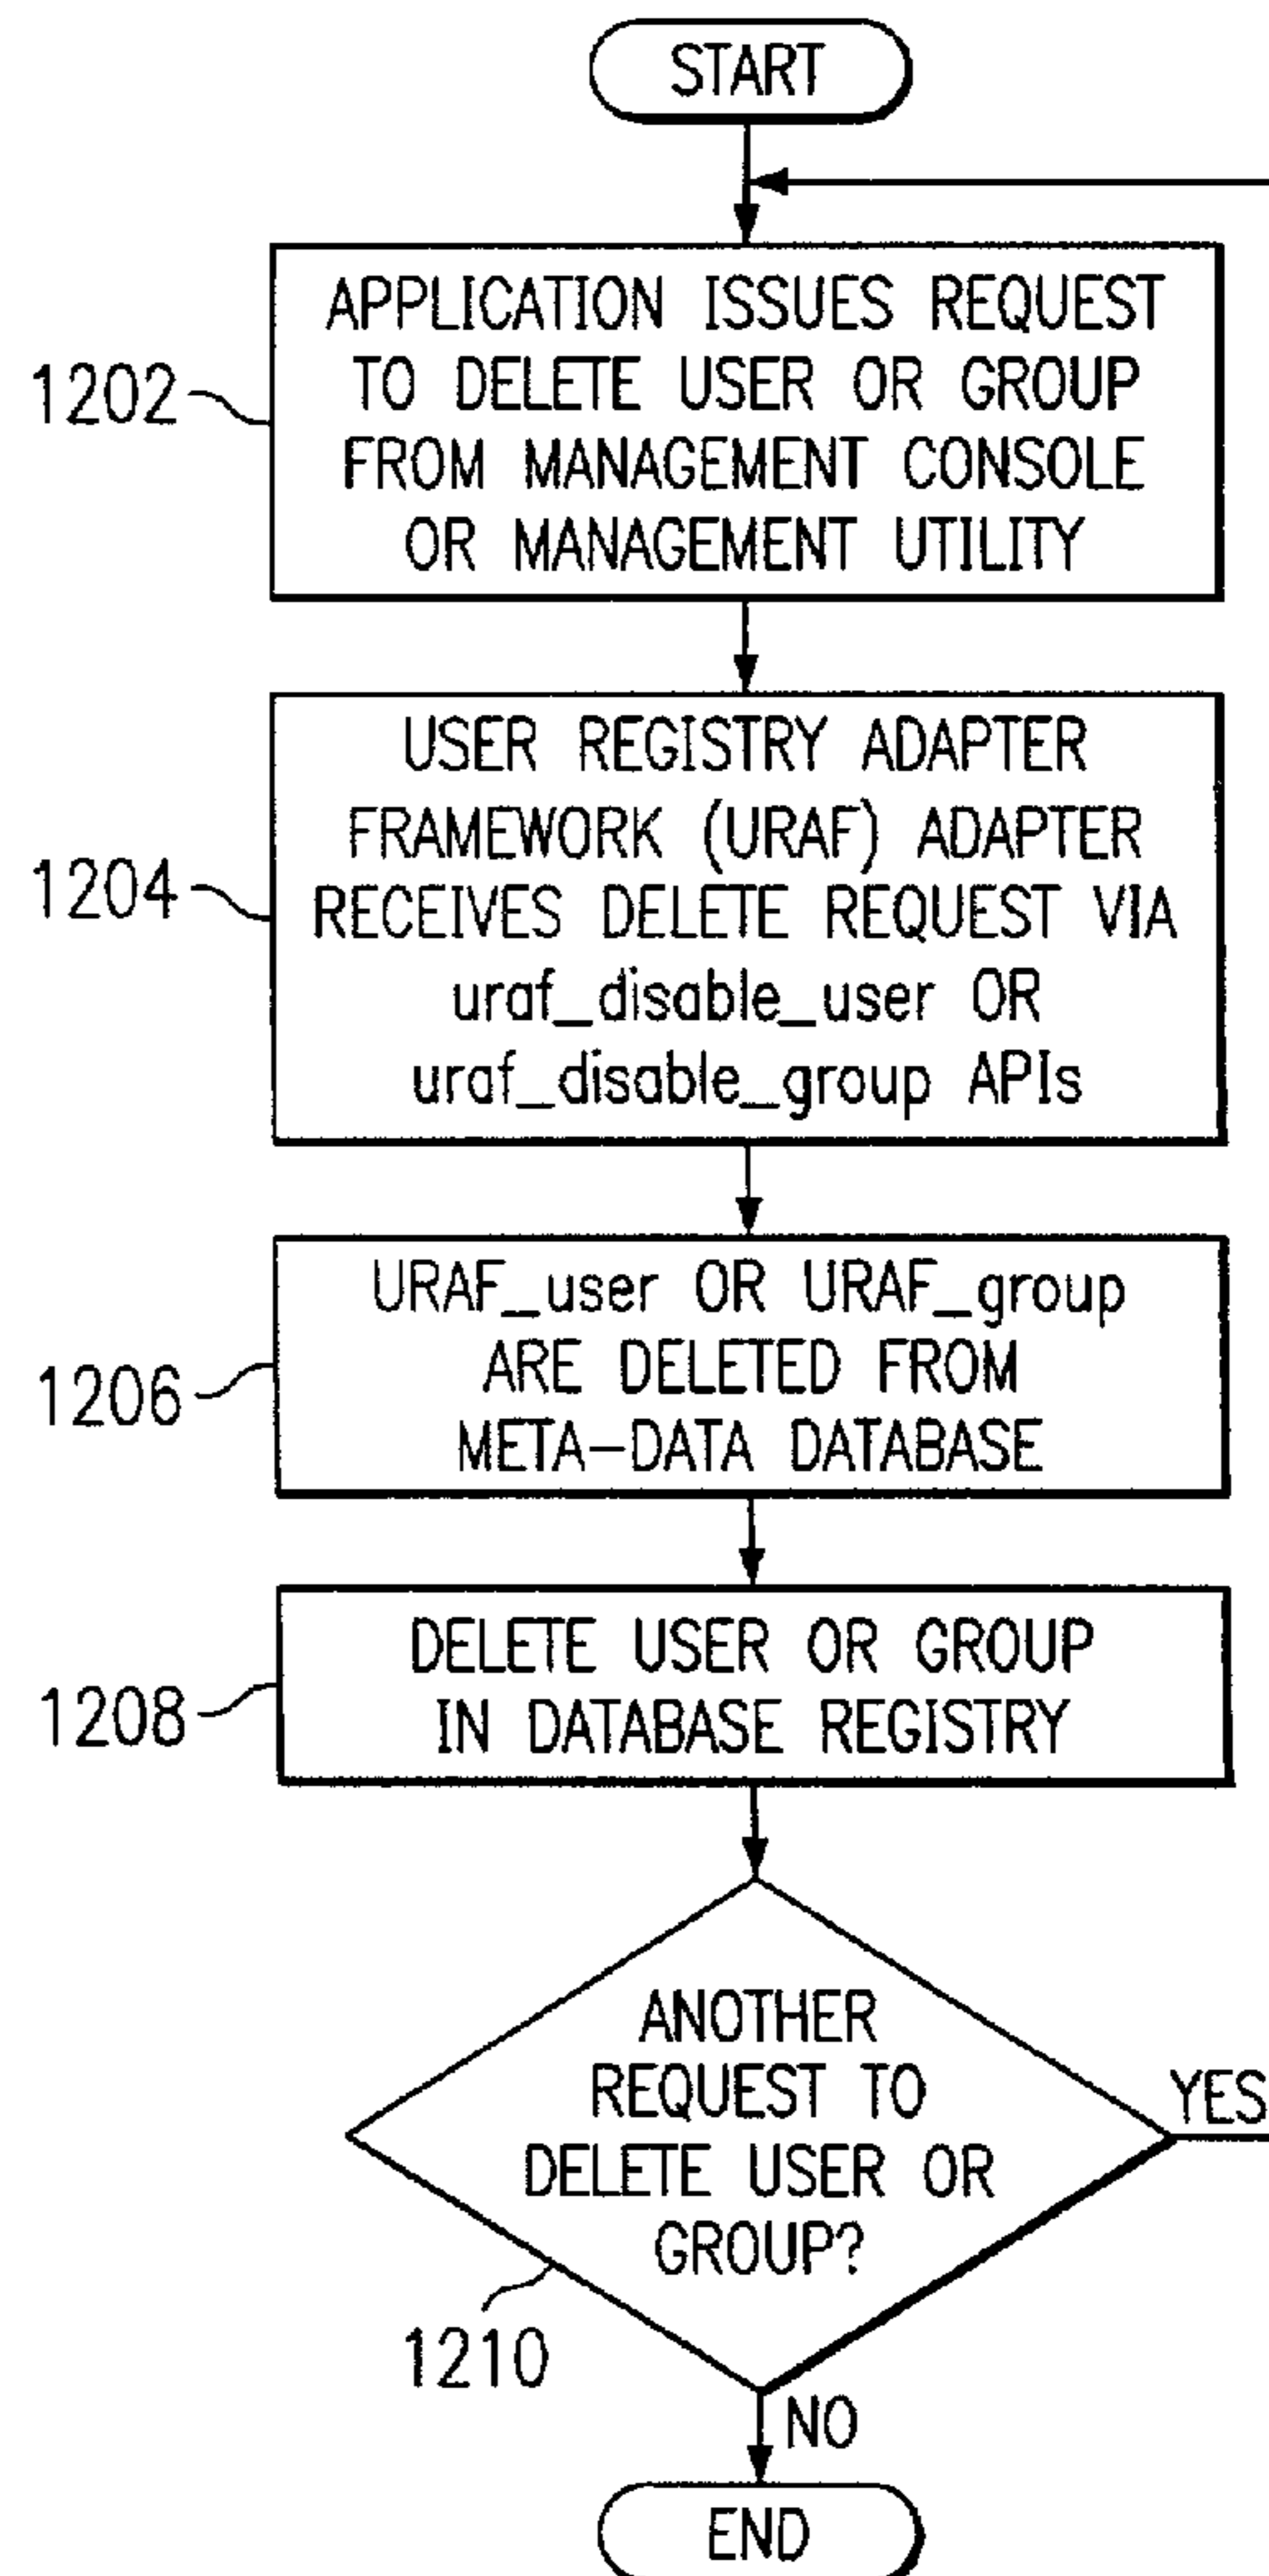 START
APPLICATION ISSUES REQUEST
TO DELETE USER OR GROUP
FROM MANAGEMENT CONSOLE
OR MANAGEMENT UTILITY
1202
USER REGISTRY ADAPTER
FRAMEWORK (URAF) ADAPTER
RECEIVES DELETE REQUEST VIA
uraf_disable_user OR
uraf_disable_group APIs
1204
URAF_user OR URAF_group
ARE DELETED FROM
META-DATA DATABASE
1206
DELETE USER OR GROUP
IN DATABASE REGISTRY
1208
ANOTHER
REQUEST TO
DELETE USER OR
GROUP?
YES
1210
NO
END